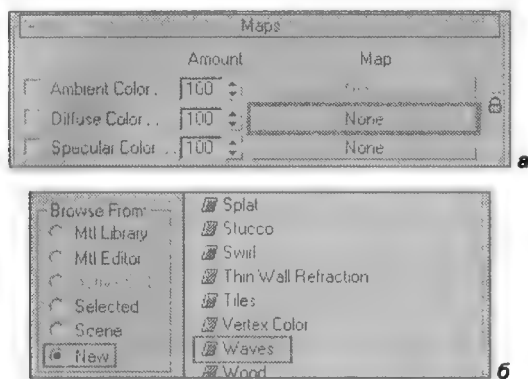 - Maps
Amount Map
Ambient Color . 100
Diffuse Color . . . 100 None
Specular Color . . . 100 None
а
Browse From:
Mtl Library
Mtl Editor
Selected
Scene
New
Splat
Stucco
Swirl
Thin Wall Refraction
Tiles
Vertex Color
Waves
Wood
б